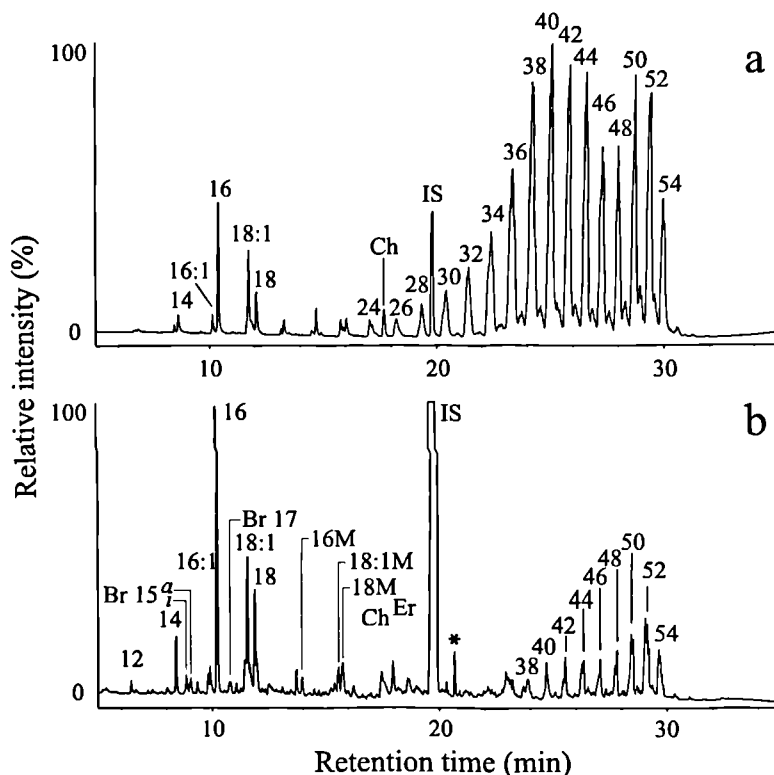 a
100
0
10
20
30
14
16:1
16
18:1
18
Ch
24
26
28
IS
30
32
34
36
38
40
42
44
46
48
50
52
54
Relative intensity (%)
b
100
0
10
20
30
12
Br 15
a
i
14
16:1
16
Br 17
18:1
18
16M
18:1M
18M
Ch
Er
IS
*
38
40
42
44
46
48
50
52
54
Retention time (min)